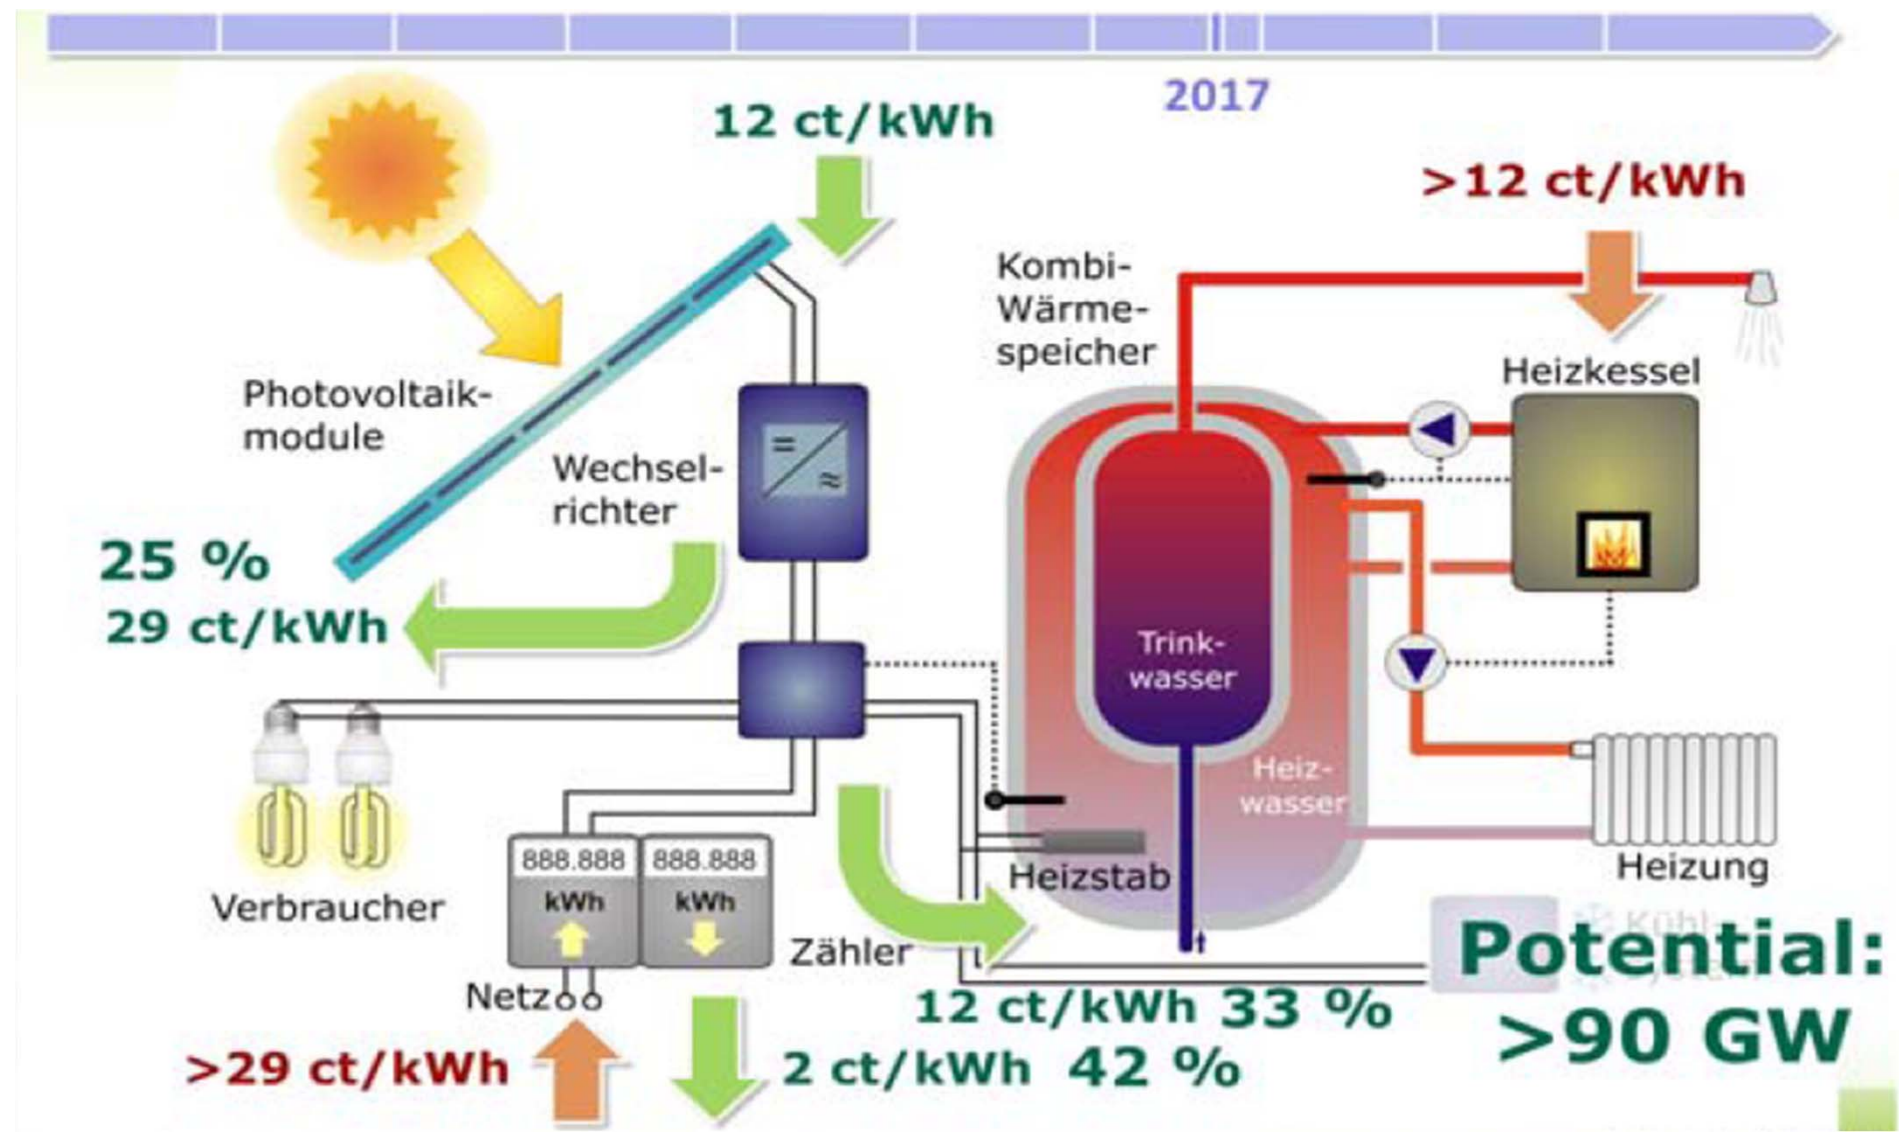 2017
12 ct/kWh
>12 ct/kWh
Kombi-
Wärme-
speicher
Heizkessel
Photovoltaik-
module
Wechsel-
richter
25 %
29 ct/kWh
Trink-
wasser
Heiz-
wasser
Heizstab
Heizung
Verbraucher
888.888
kWh
888.888
kWh
Zähler
Netz
Potential:
>90 GW
12 ct/kWh 33 %
>29 ct/kWh
2 ct/kWh 42 %